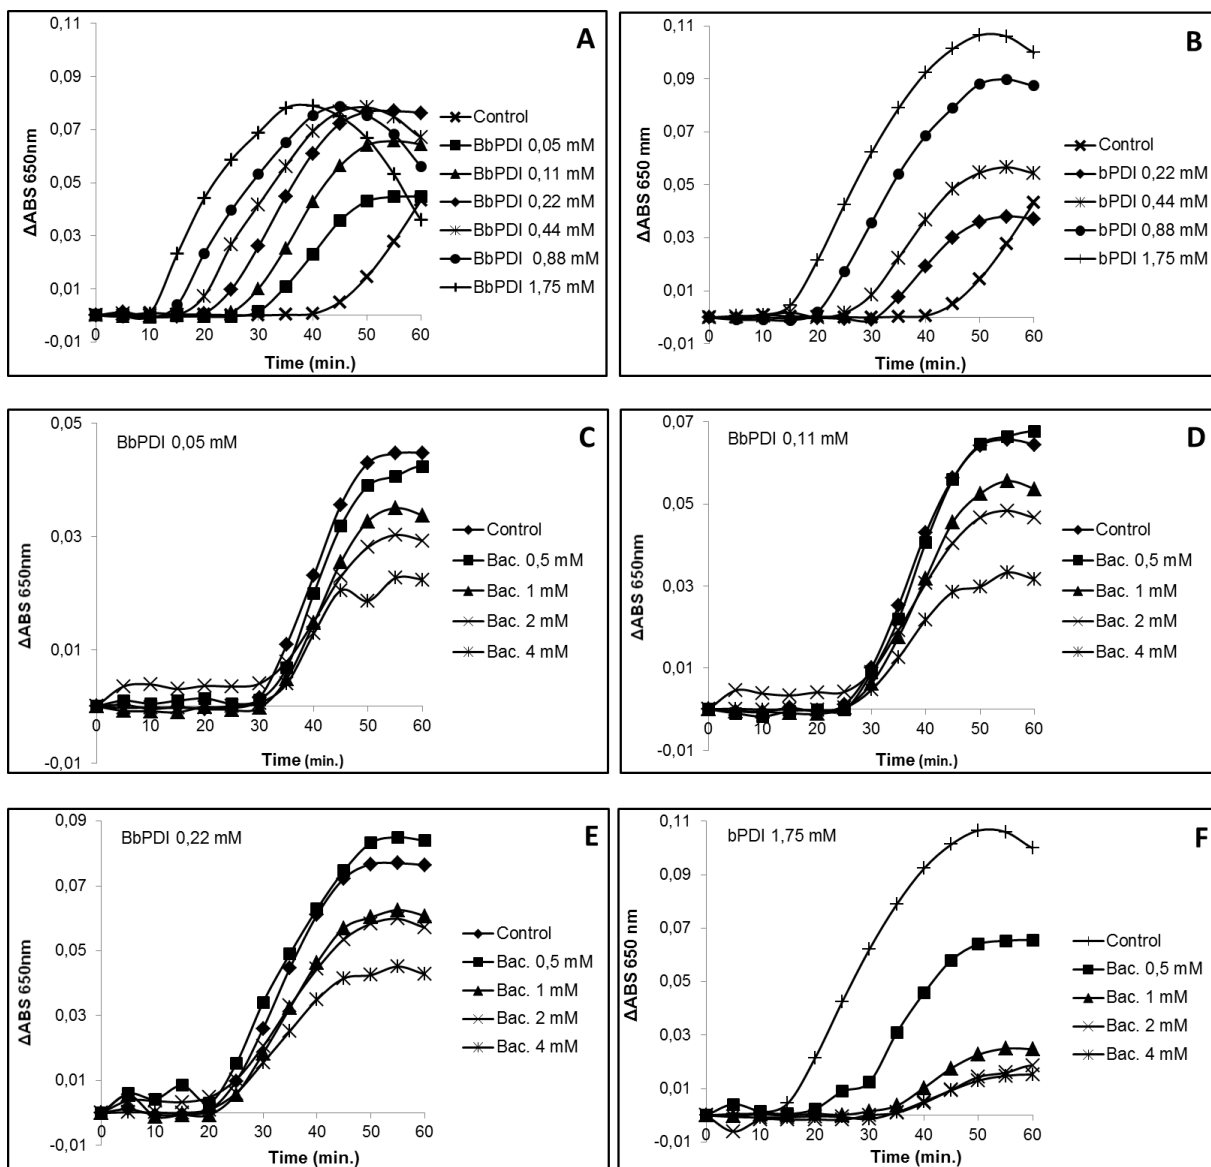 A
0,11
0,09
0,07
0,05
0,03
0,01
-0,01
ΔABS 650nm
0 10 20 30 40 50 60
Time (min.)
Control
BbPDI 0,05 mM
BbPDI 0,11 mM
BbPDI 0,22 mM
BbPDI 0,44 mM
BbPDI 0,88 mM
BbPDI 1,75 mM
B
0,11
0,09
0,07
0,05
0,03
0,01
-0,01
ΔABS 650 mm
0 10 20 30 40 50 60
Time (min.)
Control
bPDI 0,22 mM
bPDI 0,44 mM
bPDI 0,88 mM
bPDI 1,75 mM
C
BbPDI 0,05 mM
0,05
0,03
0,01
-0,01
ΔABS 650nm
0 10 20 30 40 50 60
Time (min.)
Control
Bac. 0,5 mM
Bac. 1 mM
Bac. 2 mM
Bac. 4 mM
D
BbPDI 0,11 mM
0,07
0,05
0,03
0,01
-0,01
ΔABS 650nm
0 10 20 30 40 50 60
Time (min.)
Control
Bac. 0,5 mM
Bac. 1 mM
Bac. 2 mM
Bac. 4 mM
E
BbPDI 0,22 mM
0,09
0,07
0,05
0,03
0,01
-0,01
ΔABS 650nm
0 10 20 30 40 50 60
Time (min.)
Control
Bac. 0,5 mM
Bac. 1 mM
Bac. 2 mM
Bac. 4 mM
F
bPDI 1,75 mM
0,11
0,09
0,07
0,05
0,03
0,01
-0,01
ΔABS 650 nm
0 10 20 30 40 50 60
Time (min.)
Control
Bac. 0,5 mM
Bac. 1 mM
Bac. 2 mM
Bac. 4 mM